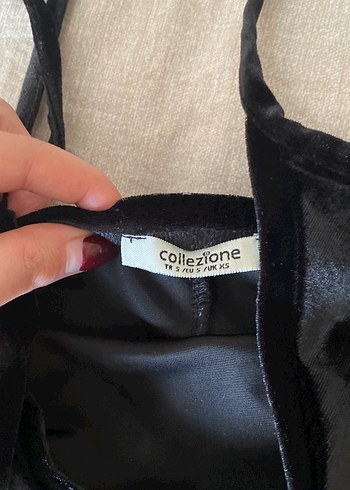 collezione
TR S /EU S /UK XS